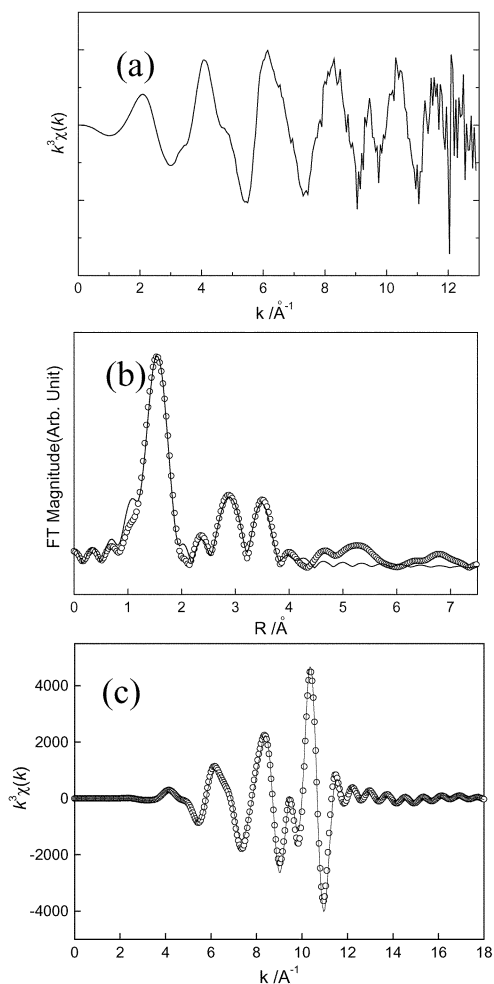 (a)
k³χ(k)
0 2 4 6 8 10 12
k /Å⁻¹
(b)
FT Magnitude(Arb. Unit)
0 1 2 3 4 5 6 7
R /Å
(c)
k³χ(k)
4000
2000
0
-2000
-4000
0 2 4 6 8 10 12 14 16 18
k /A⁻¹